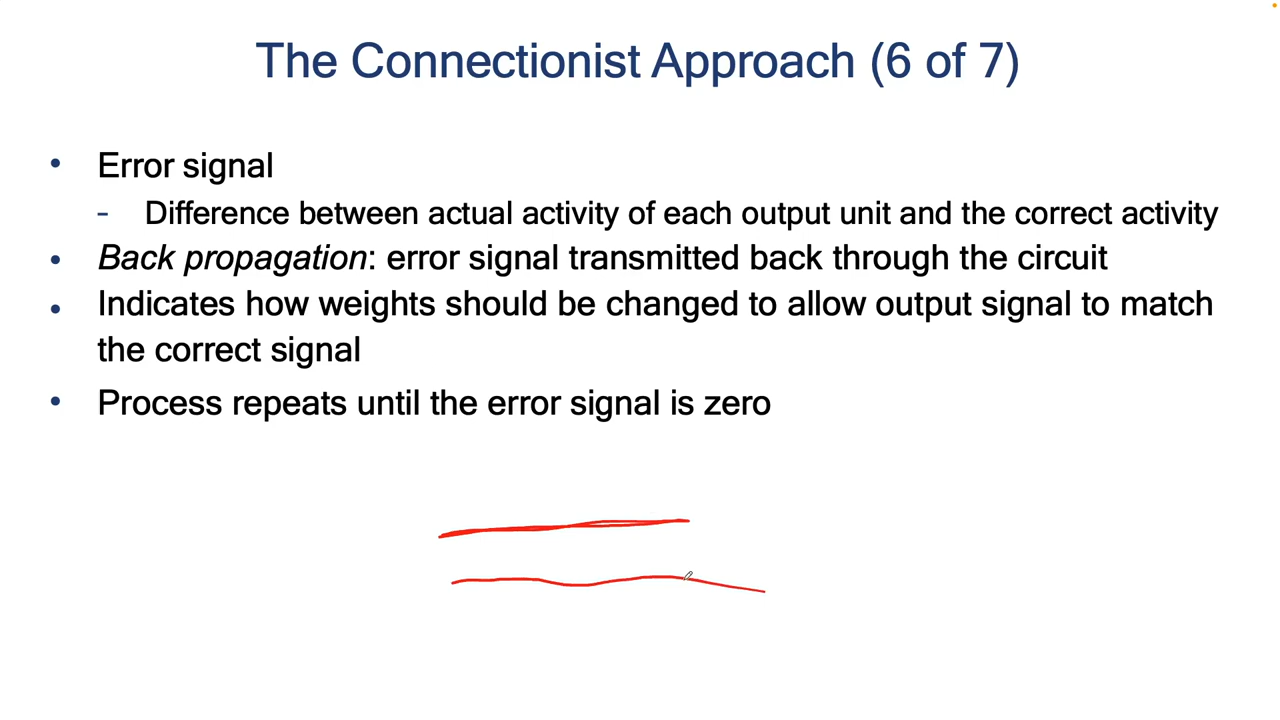 The Connectionist Approach (6 of 7)
• Error signal
- Difference between actual activity of each output unit and the correct activity
• Back propagation: error signal transmitted back through the circuit
• Indicates how weights should be changed to allow output signal to match
the correct signal
• Process repeats until the error signal is zero